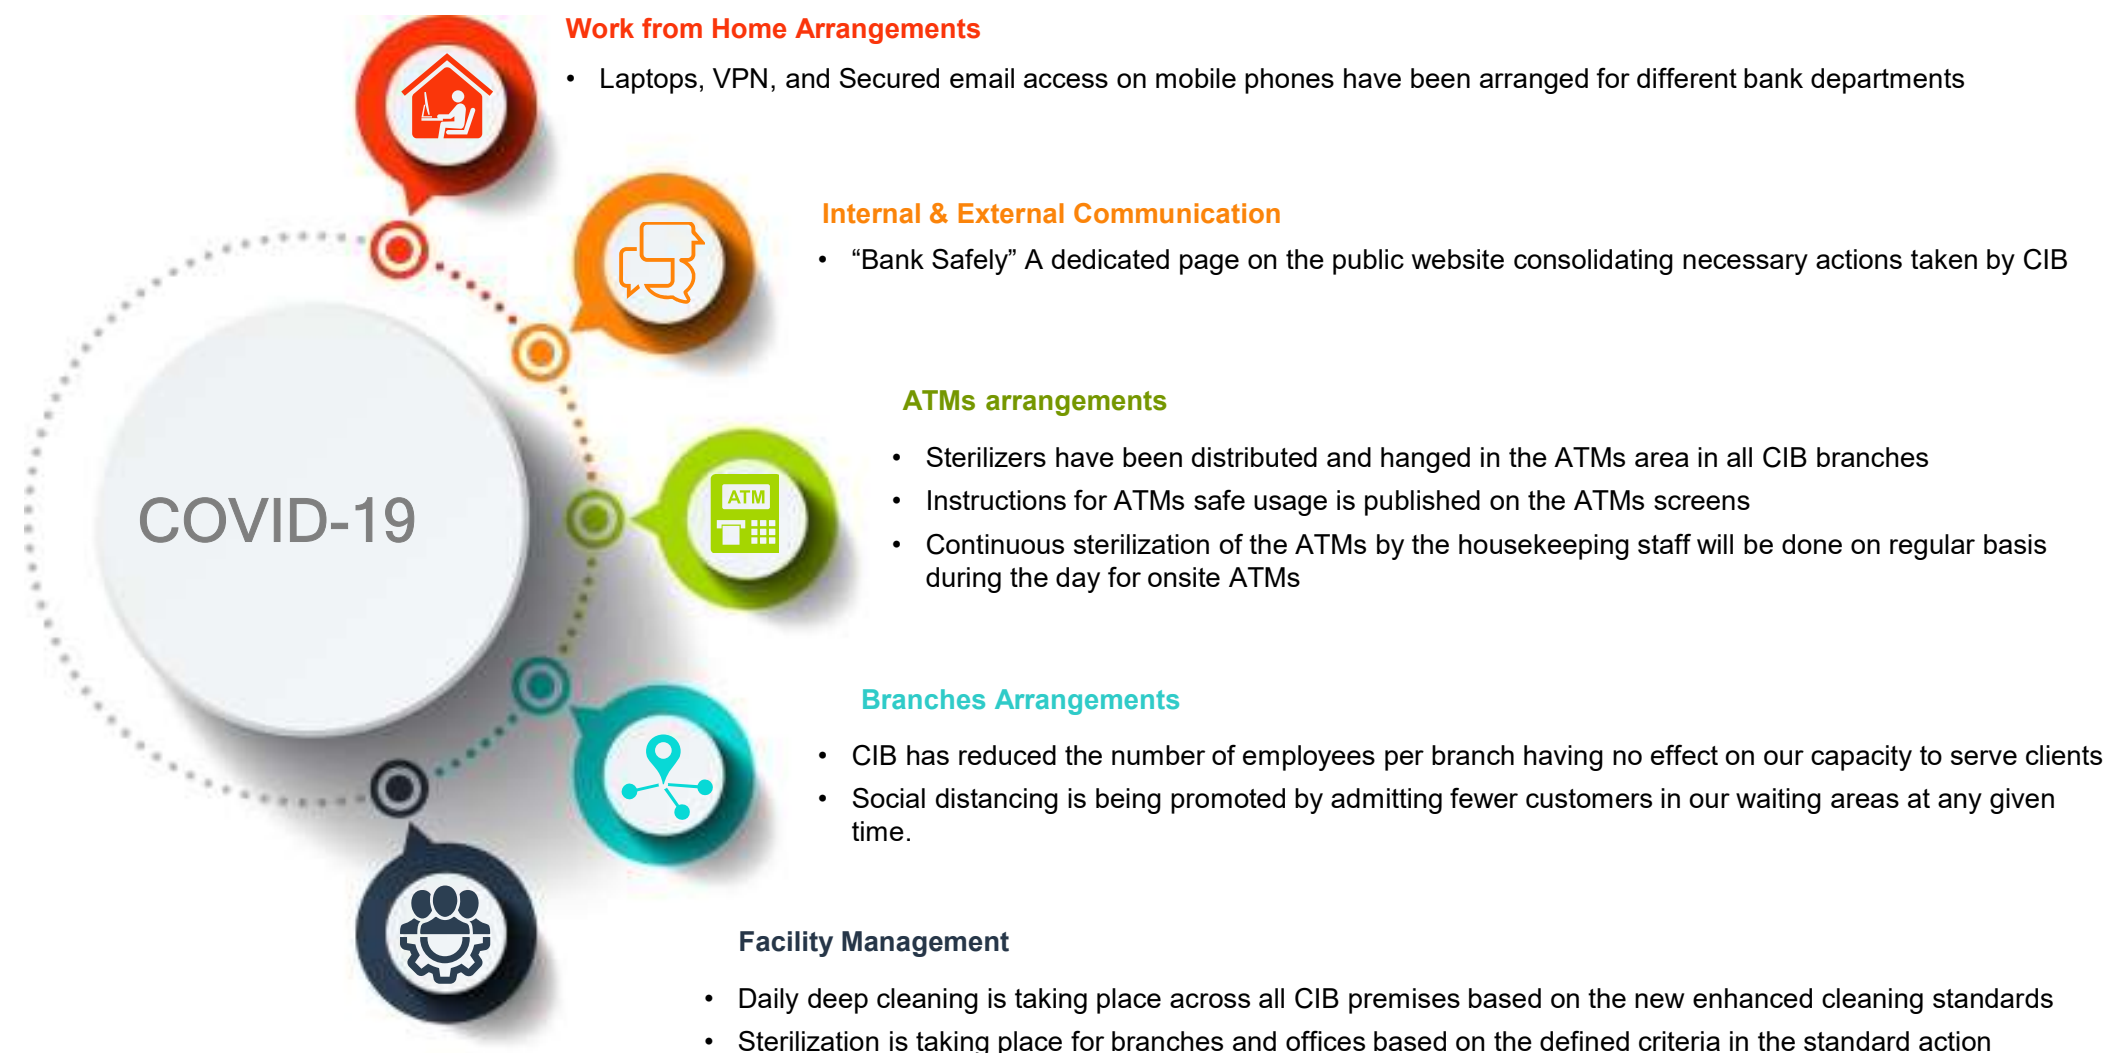 Work from Home Arrangements
• Laptops, VPN, and Secured email access on mobile phones have been arranged for different bank departments
Internal & External Communication
• “Bank Safely” A dedicated page on the public website consolidating necessary actions taken by CIB
ATMs arrangements
• Sterilizers have been distributed and hanged in the ATMs area in all CIB branches
• Instructions for ATMs safe usage is published on the ATMs screens
• Continuous sterilization of the ATMs by the housekeeping staff will be done on regular basis
during the day for onsite ATMs
ATM
COVID-19
Branches Arrangements
• CIB has reduced the number of employees per branch having no effect on our capacity to serve clients
• Social distancing is being promoted by admitting fewer customers in our waiting areas at any given
time.
Facility Management
• Daily deep cleaning is taking place across all CIB premises based on the new enhanced cleaning standards
• Sterilization is taking place for branches and offices based on the defined criteria in the standard action